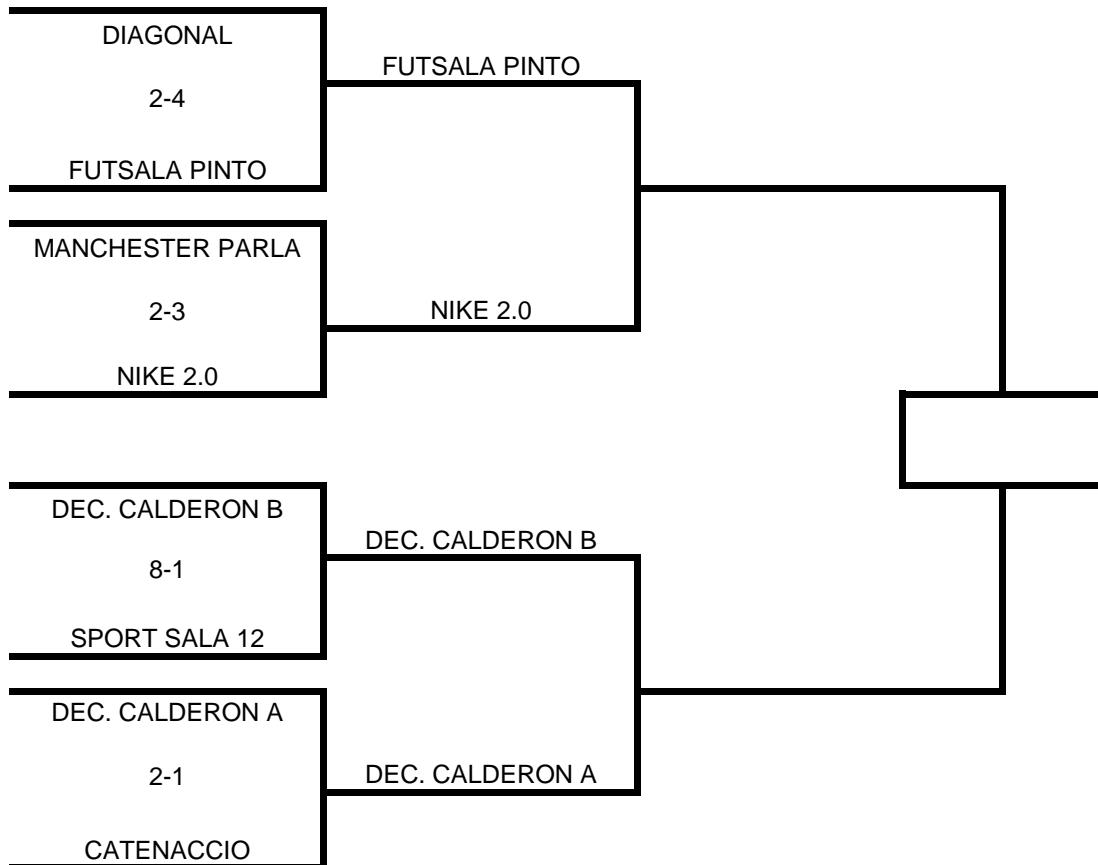 DIAGONAL
FUTSALA PINTO
2-4
FUTSALA PINTO
MANCHESTER PARLA
2-3
NIKE 2.0
NIKE 2.0
DEC. CALDERON B
DEC. CALDERON B
8-1
SPORT SALA 12
DEC. CALDERON A
2-1
DEC. CALDERON A
CATENACCIO